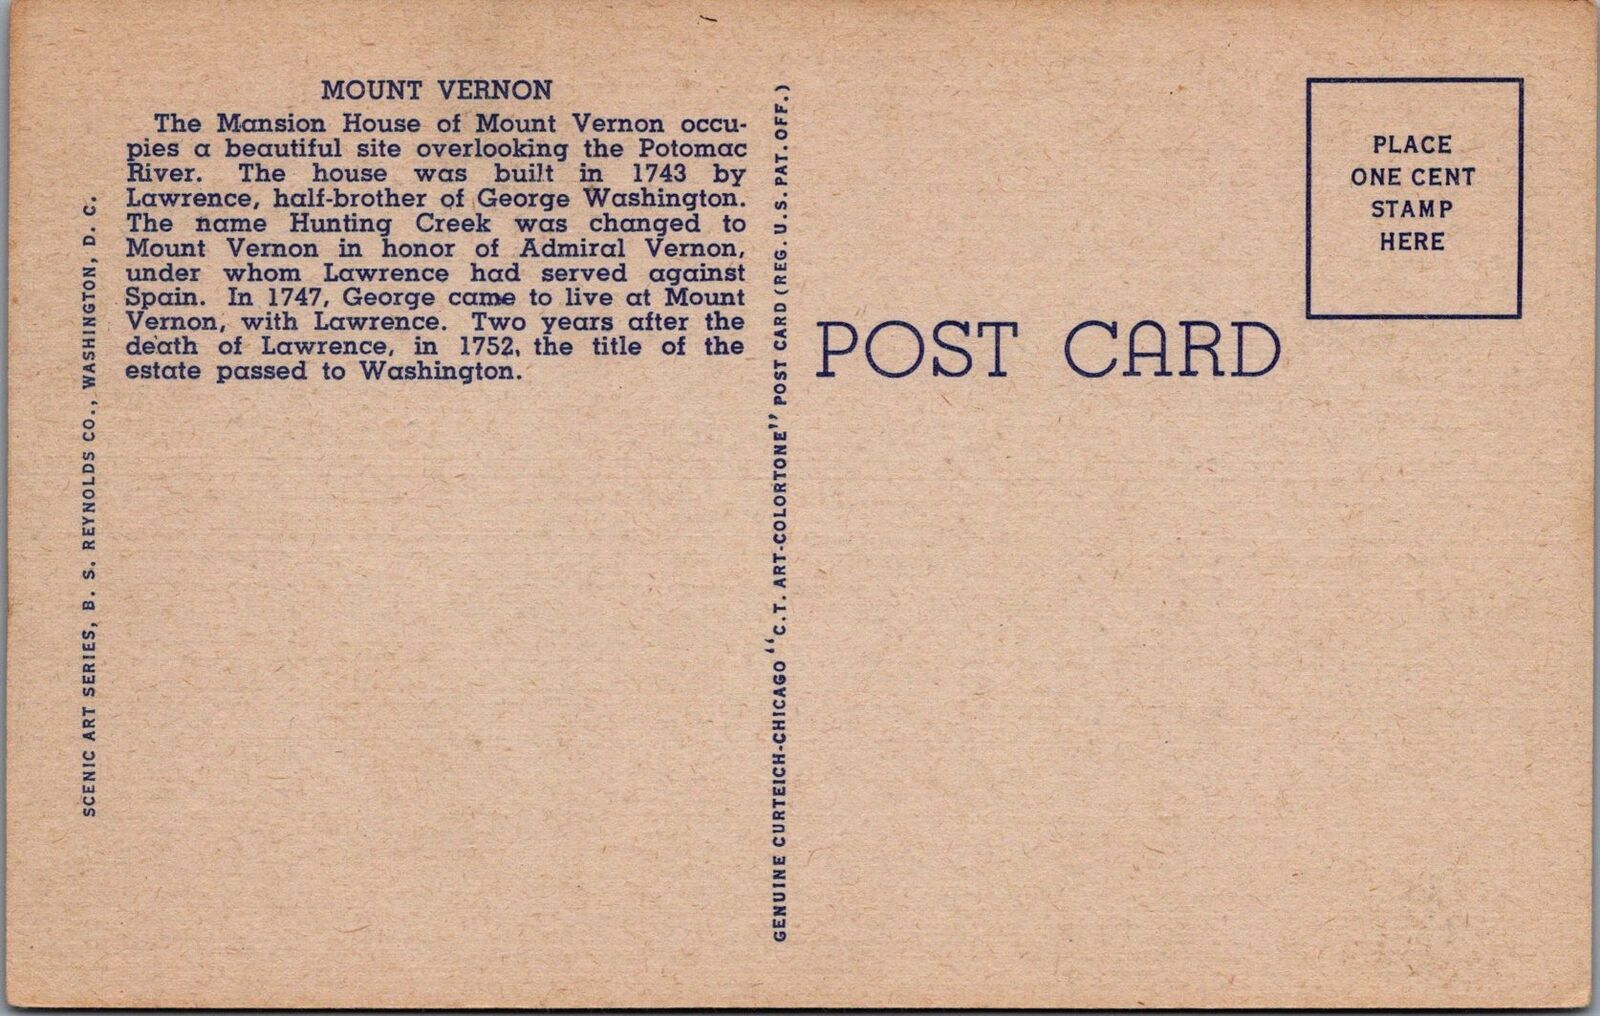 MOUNT VERNON
The Mansion House of Mount Vernon occu-
pies a beautiful site overlooking the Potomac
River. The house was built in 1743 by
Lawrence, half-brother of George Washington.
The name Hunting Creek was changed to
Mount Vernon in honor of Admiral Vernon,
under whom Lawrence had served against
Spain. In 1747, George came to live at Mount
Vernon, with Lawrence. Two years after the
death of Lawrence, in 1752, the title of the
estate passed to Washington.
SCENIC ART SERIES, B. S. REYNOLDS CO., WASHINGTON, D. C.
GENUINE CURTEICH-CHICAGO "C.T. ART-COLORTONE" POST CARD (REG. U.S. PAT. OFF.)
POST CARD
PLACE
ONE CENT
STAMP
HERE